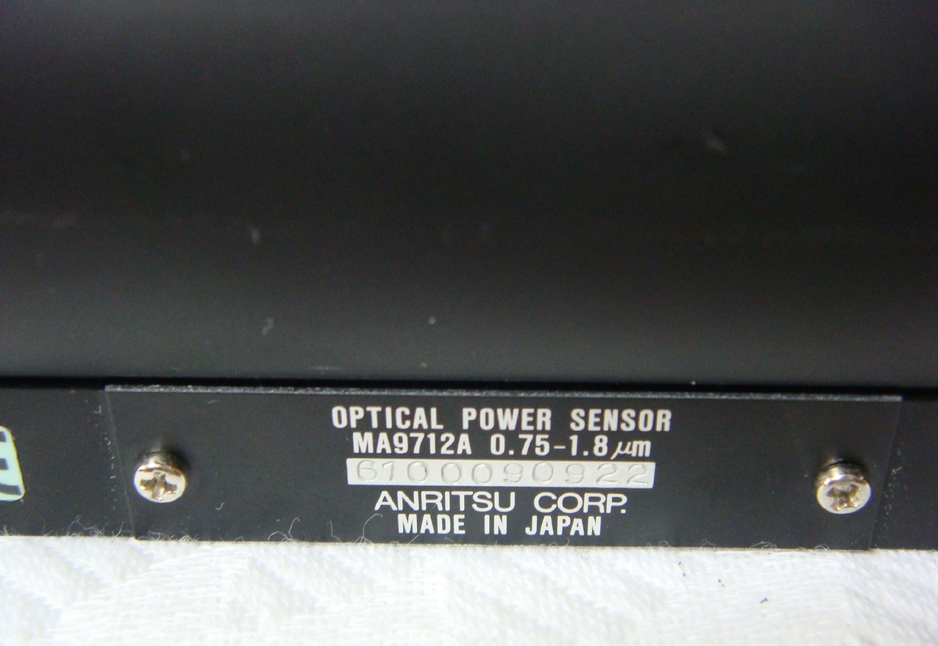 OPTICAL POWER SENSOR
MA9712A 0.75-1.8μm
6100090922
ANRITSU CORP.
MADE IN JAPAN